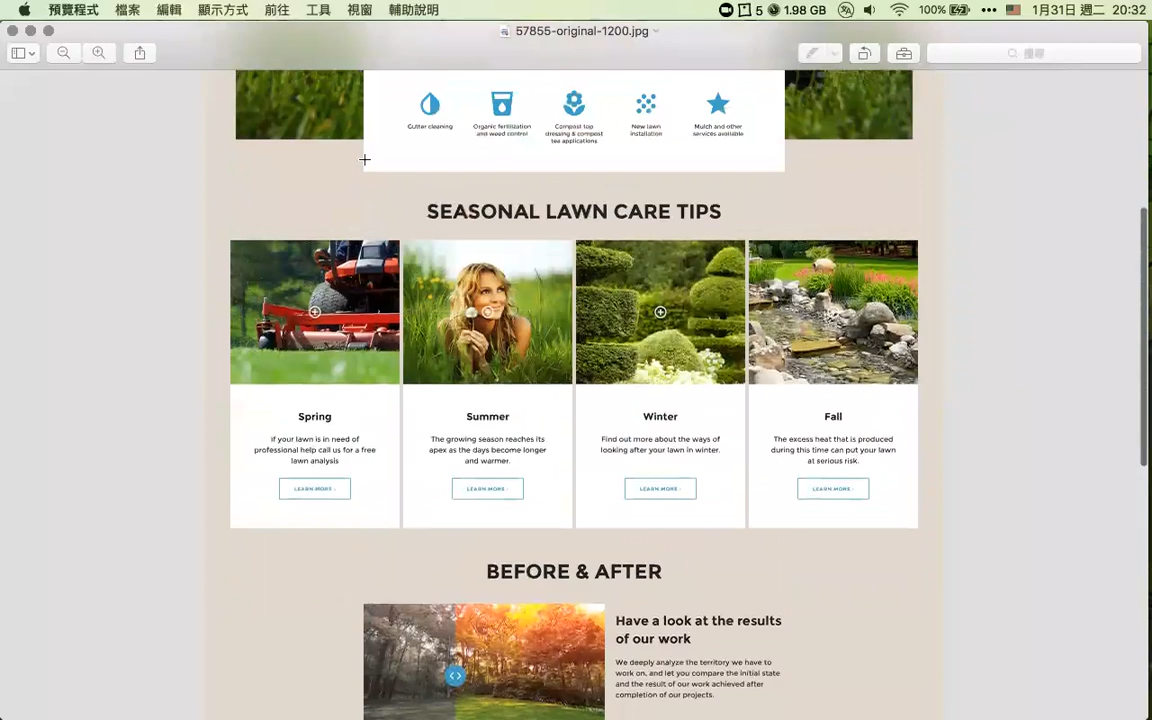 預覽程式 檔案 編輯 顯示方式 前往 工具 視窗 輔助說明 5 1.98 GB 100% 1月31日 週二 20:32
57855-original-1200.jpg
搜尋
Gutter cleaning
Organic fertilization
and weed control
Compost top
dressing & compost
tea applications
New lawn
installation
Mulch and other
services available
SEASONAL LAWN CARE TIPS
Spring
If your lawn is in need of
professional help call us for a free
lawn analysis
LEARN MORE ›
Summer
The growing season reaches its
apex as the days become longer
and warmer.
LEARN MORE ›
Winter
Find out more about the ways of
looking after your lawn in winter.
LEARN MORE ›
Fall
The excess heat that is produced
during this time can put your lawn
at serious risk.
LEARN MORE ›
BEFORE & AFTER
Have a look at the results
of our work
We deeply analyze the territory we have to
work on, and let you compare the initial state
and the result of our work achieved after
completion of our projects.